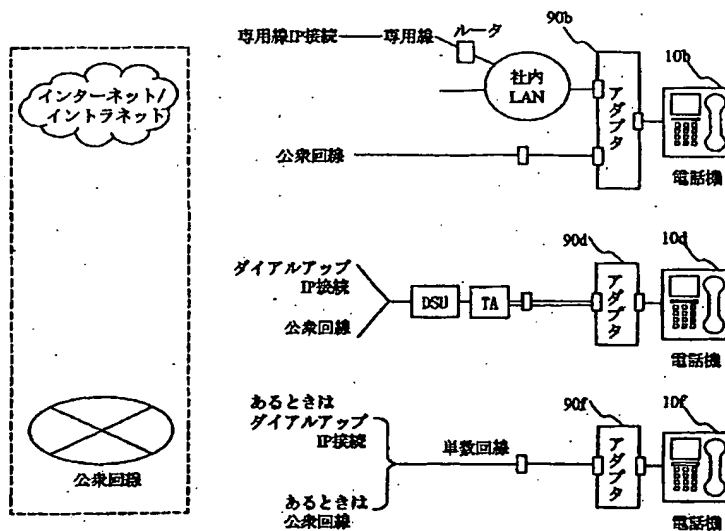 インターネット/
イントラネット
公衆回線
専用線IP接続
専用線
ルータ
社内
LAN
公衆回線
90b
アダプタ
10b
電話機
ダイアルアップ
IP接続
公衆回線
DSU
TA
90d
アダプタ
10d
電話機
あるときは
ダイアルアップ
IP接続
あるときは
公衆回線
単数回線
90f
アダプタ
10f
電話機